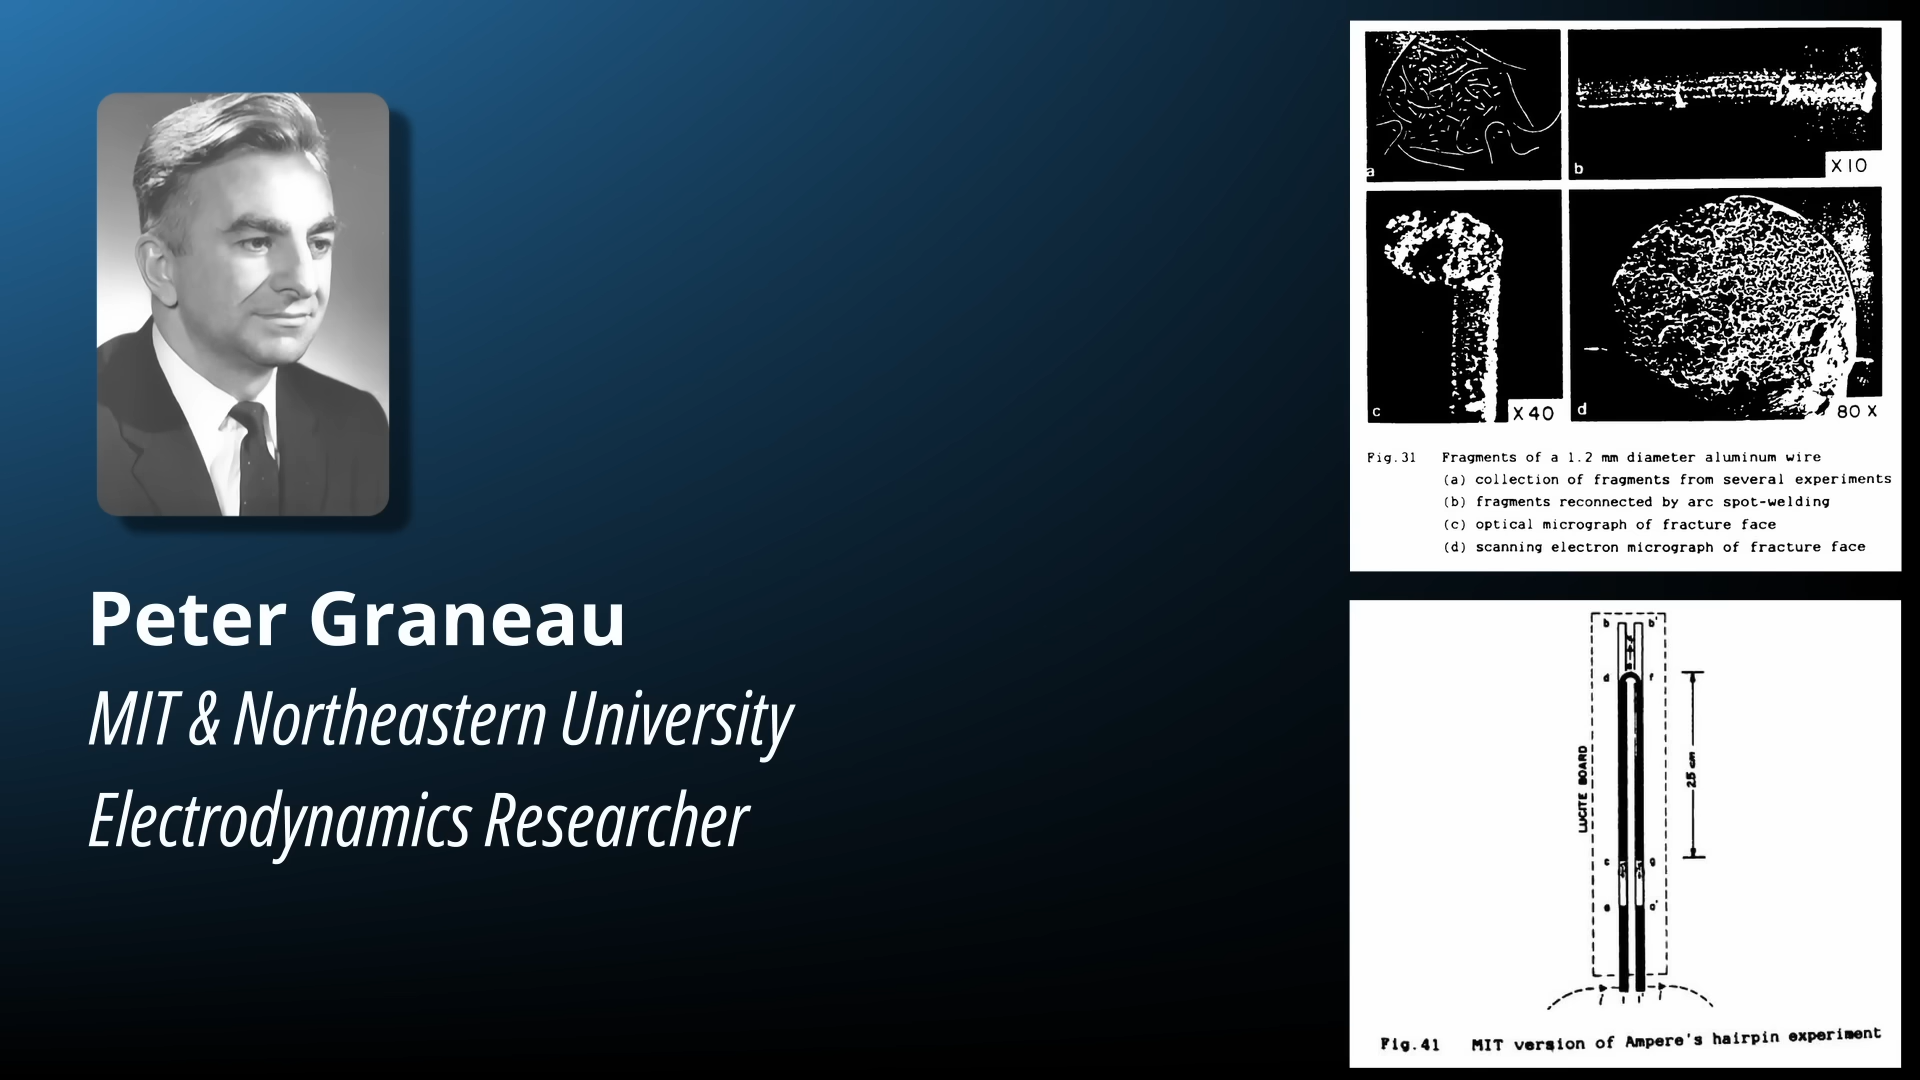 Peter Graneau
MIT & Northeastern University
Electrodynamics Researcher
a
b
X10
c
X40
d
80 X
Fig.31 Fragments of a 1.2 mm diameter aluminum wire
(a) collection of fragments from several experiments
(b) fragments reconnected by arc spot-welding
(c) optical micrograph of fracture face
(d) scanning electron micrograph of fracture face
b b'
d f
LUCITE BOARD
25 cm
c g
a a'
Fig.41 MIT version of Ampere's hairpin experiment